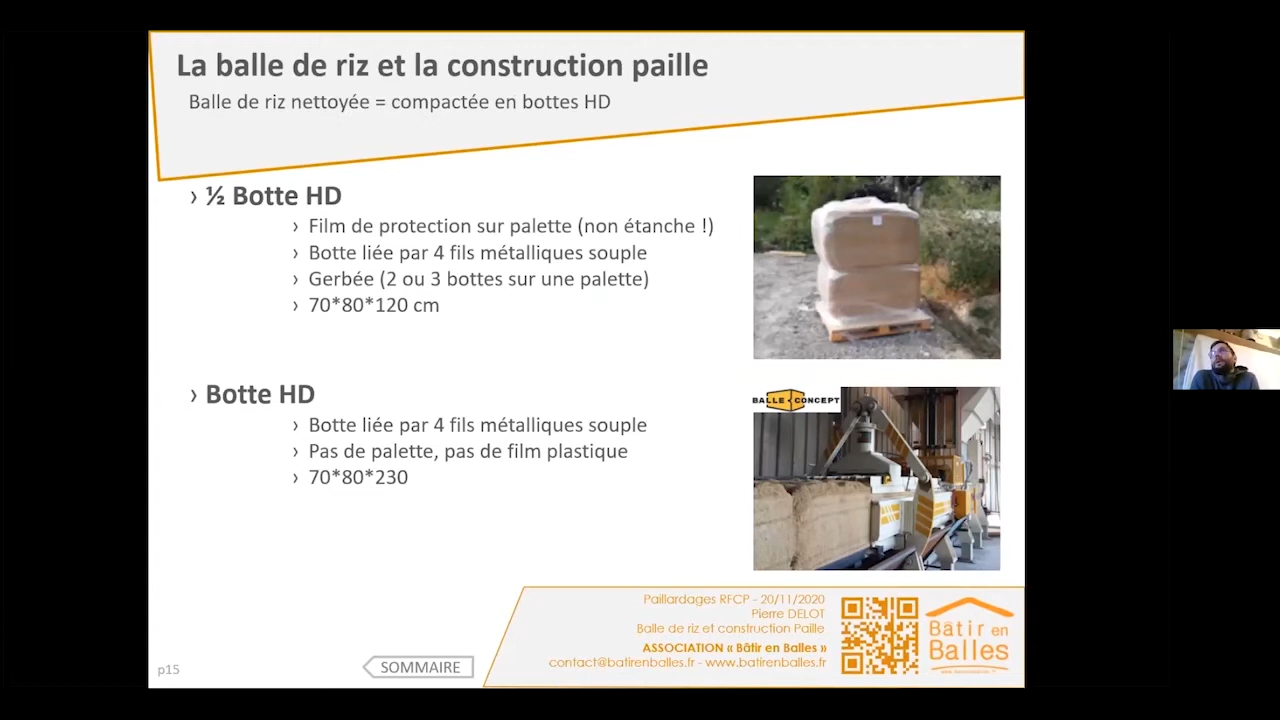 La balle de riz et la construction paille
Balle de riz nettoyée = compactée en bottes HD
› ½ Botte HD
› Film de protection sur palette (non étanche !)
› Botte liée par 4 fils métalliques souple
› Gerbée (2 ou 3 bottes sur une palette)
› 70*80*120 cm
› Botte HD
› Botte liée par 4 fils métalliques souple
› Pas de palette, pas de film plastique
› 70*80*230
BALLE CONCEPT
Paillardages RFCP - 20/11/2020
Pierre DELOT
Balle de riz et construction Paille
ASSOCIATION « Bâtir en Balles »
contact@batirenballes.fr - www.batirenballes.fr
Bâtir en
Balles
p15
SOMMAIRE